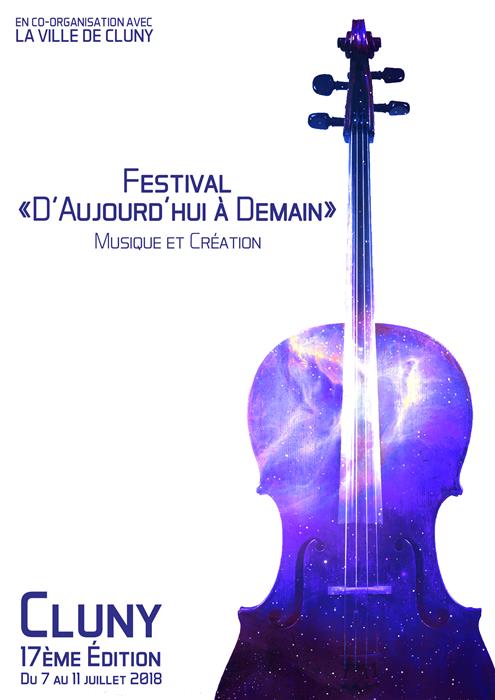 EN CO-ORGANISATION AVEC
LA VILLE DE CLUNY
FESTIVAL
«D'AUJOURD'HUI À DEMAIN»
MUSIQUE ET CRÉATION
CLUNY
17ÈME ÉDITION
DU 7 AU 11 JUILLET 2018